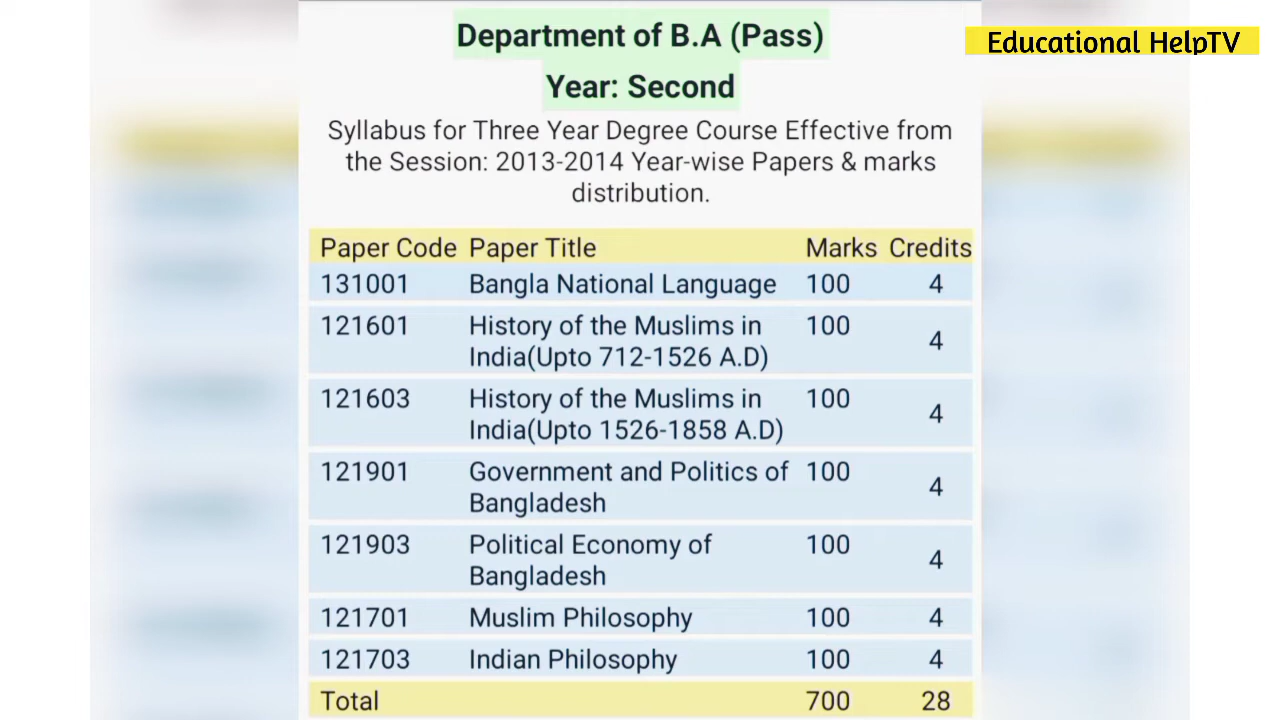 Department of B.A (Pass)
Educational HelpTV
Year: Second
Syllabus for Three Year Degree Course Effective from
the Session: 2013-2014 Year-wise Papers & marks
distribution.
Paper Code Paper Title Marks Credits
131001 Bangla National Language 100 4
121601 History of the Muslims in 100 4
India(Upto 712-1526 A.D)
121603 History of the Muslims in 100 4
India(Upto 1526-1858 A.D)
121901 Government and Politics of 100 4
Bangladesh
121903 Political Economy of 100 4
Bangladesh
121701 Muslim Philosophy 100 4
121703 Indian Philosophy 100 4
Total 700 28